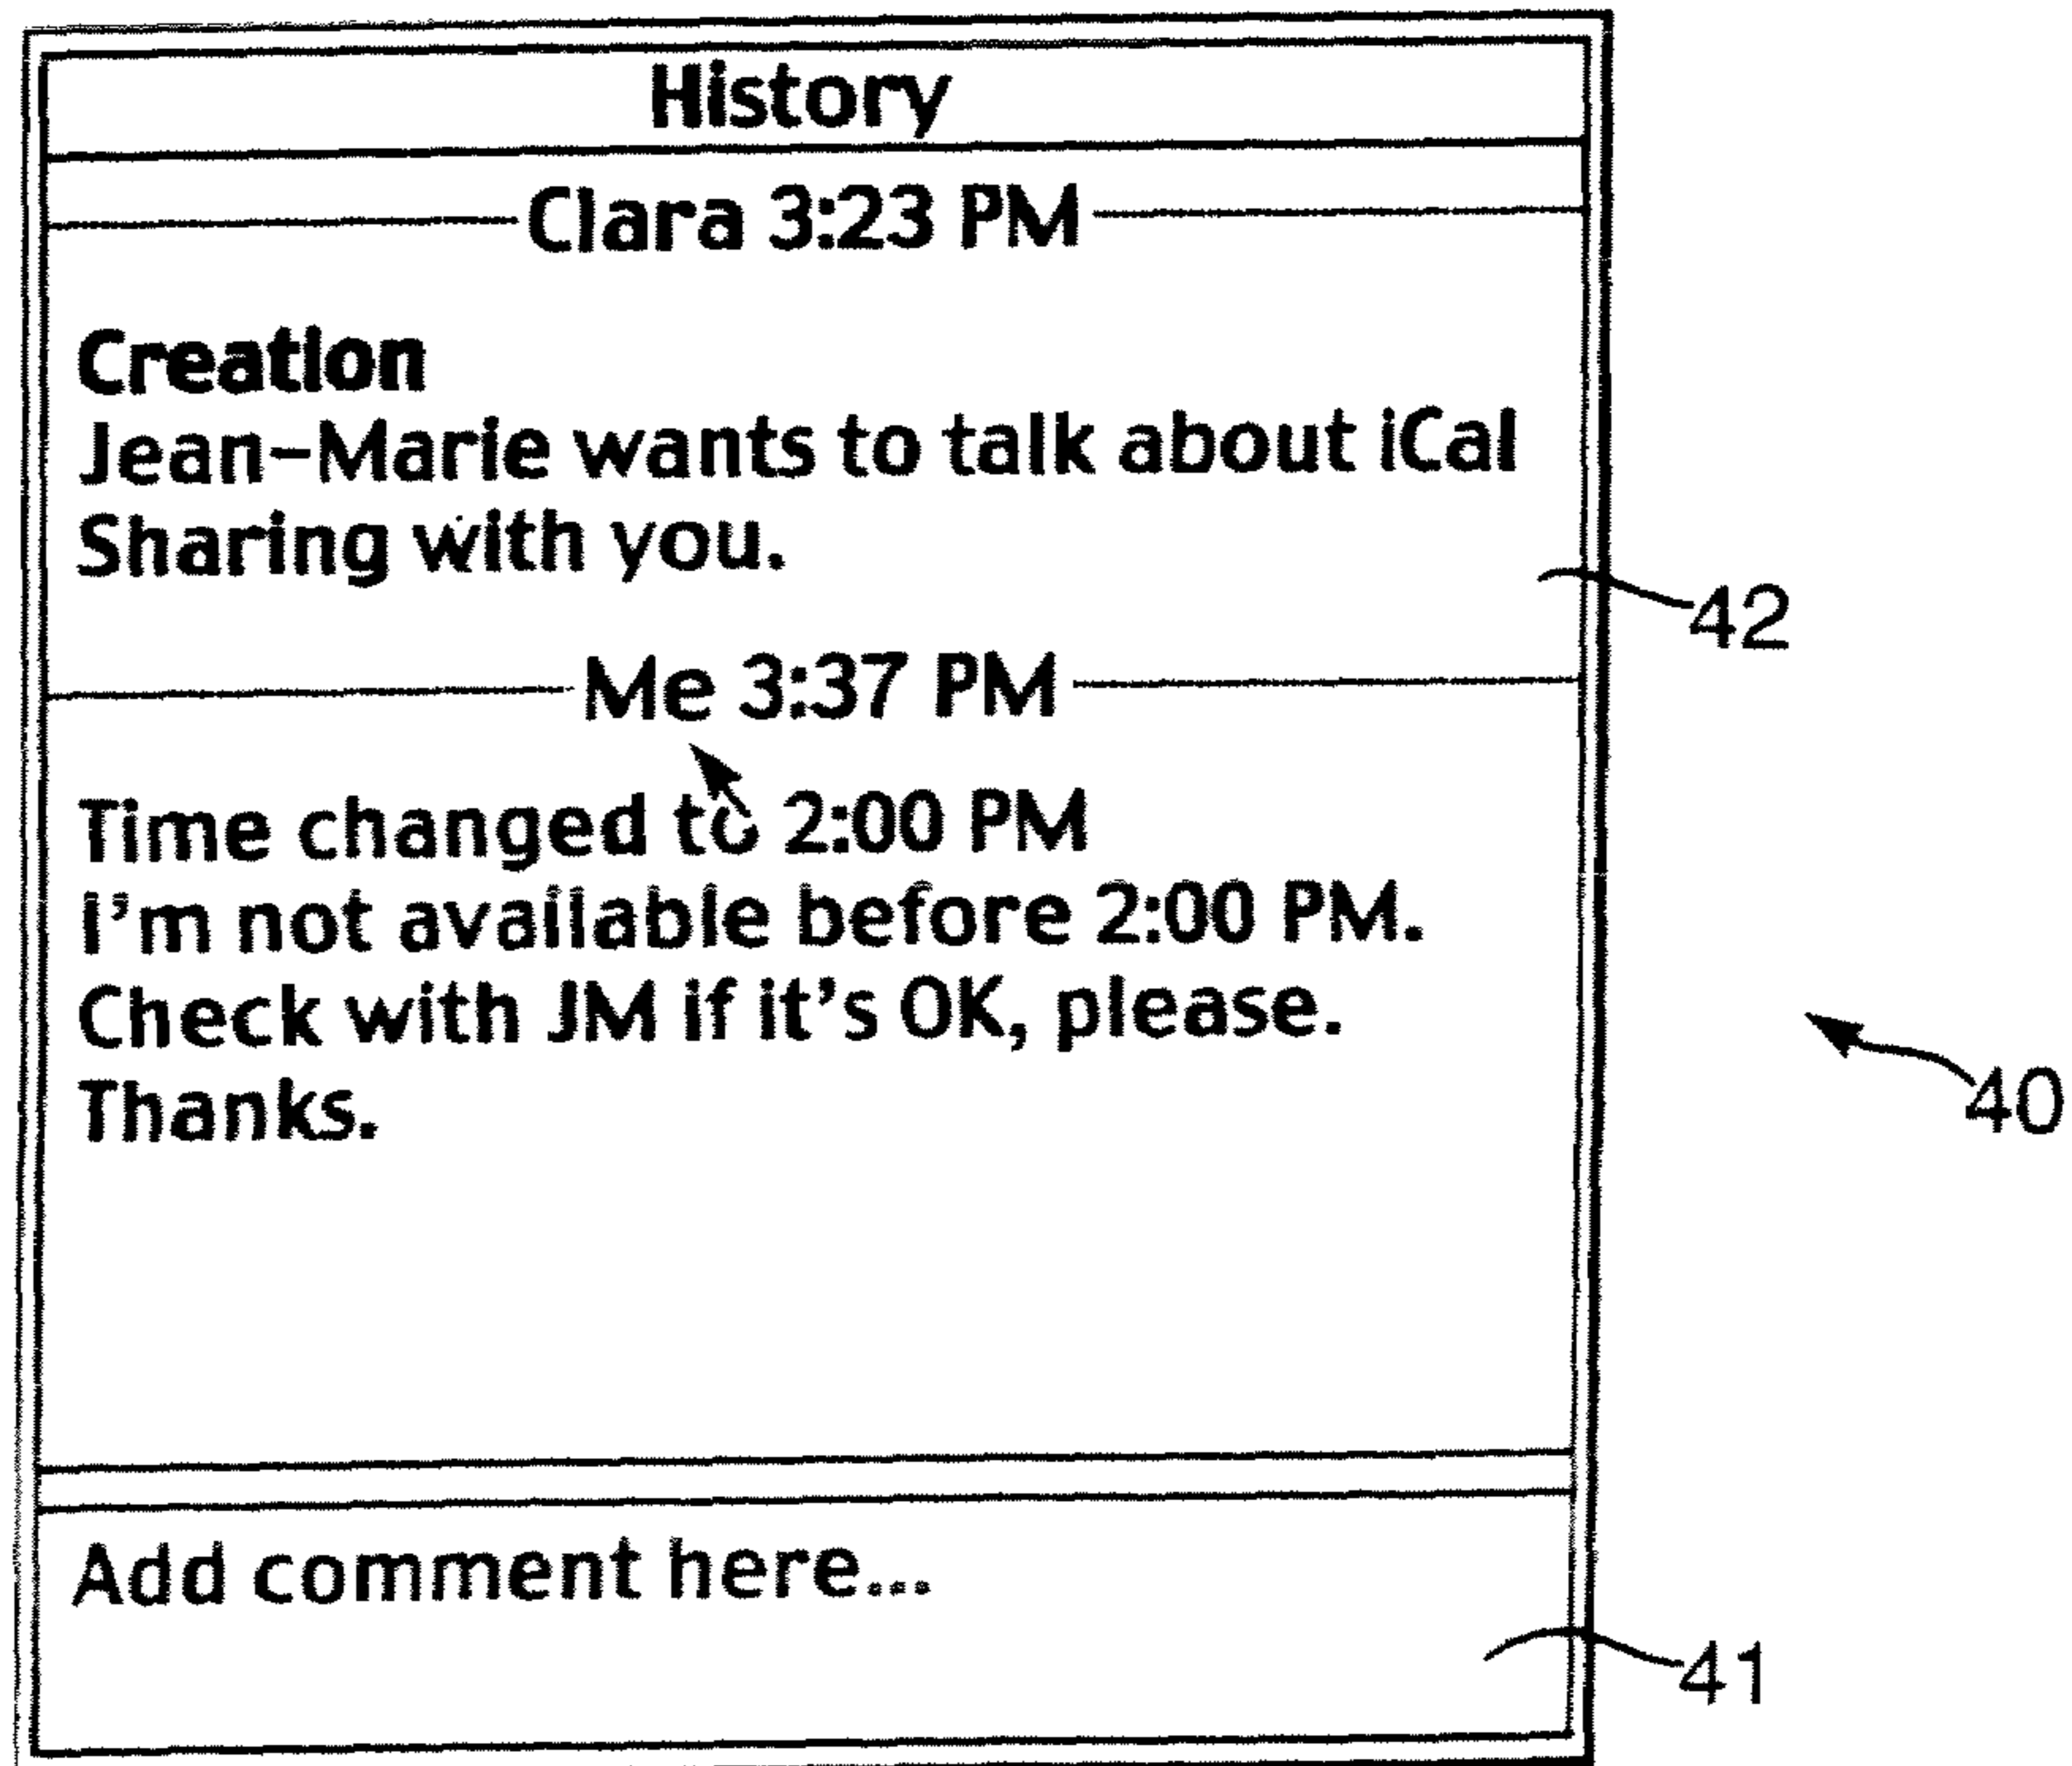 History
Clara 3:23 PM
Creation
Jean-Marie wants to talk about iCal
Sharing with you.
42
Me 3:37 PM
Time changed to 2:00 PM
I'm not available before 2:00 PM.
Check with JM if it's OK, please.
40
Thanks.
Add comment here...
41